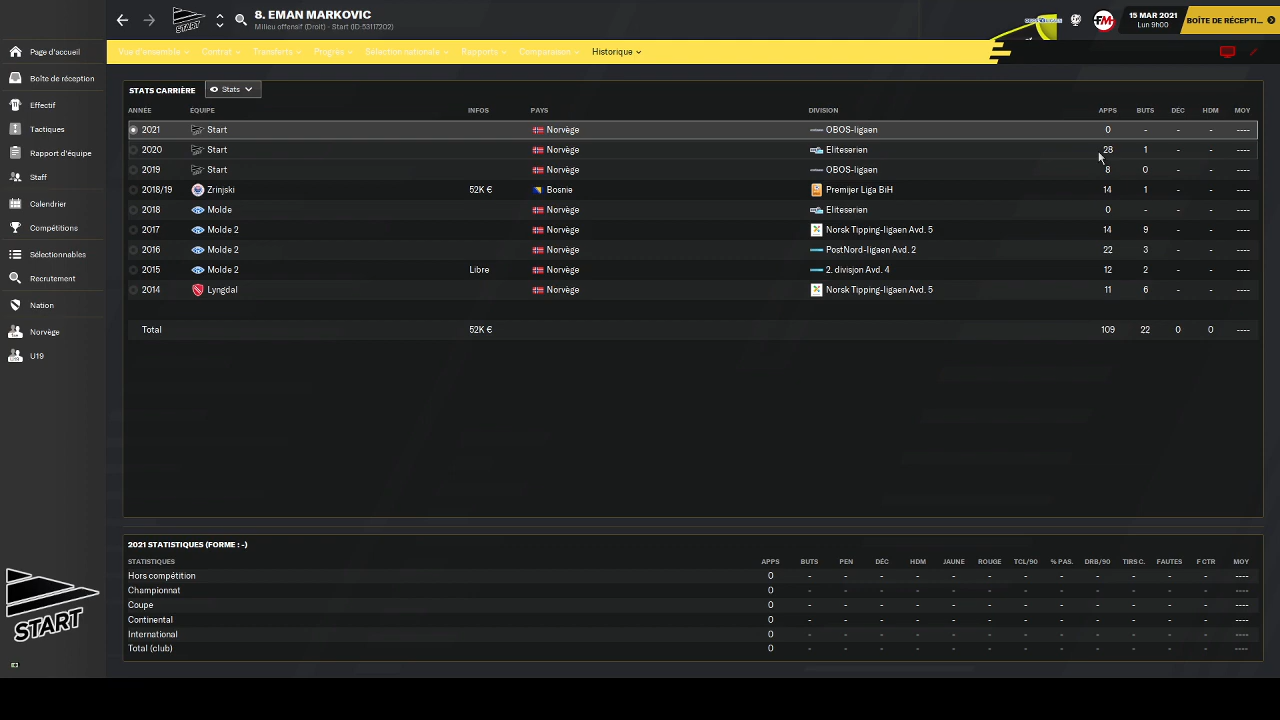 START
8. EMAN MARKOVIC
Milieu offensif (Droit) - Start (ID 53117202)
FM
15 MAR 2021
Lun 9h00
BOÎTE DE RÉCEPTI...
Page d'accueil
Vue d'ensemble Contrat Transferts Progrès Sélection nationale Rapports Comparaison Historique
Boîte de réception
Effectif
Tactiques
Rapport d'équipe
Staff
Calendrier
Compétitions
Sélectionnables
Recrutement
Nation
Norvège
U19
START
STATS CARRIÈRE Stats
ANNÉE ÉQUIPE INFOS PAYS DIVISION APPS BUTS DÉC HDM MOY
2021 Start Norvège OBOS-ligaen 0 - - - ----
2020 Start Norvège Eliteserien 28 1 - - ----
2019 Start Norvège OBOS-ligaen 8 0 - - ----
2018/19 Zrinjski 52K € Bosnie Premijer Liga BiH 14 1 - - ----
2018 Molde Norvège Eliteserien 0 - - - ----
2017 Molde 2 Norvège Norsk Tipping-ligaen Avd. 5 14 9 - - ----
2016 Molde 2 Norvège PostNord-ligaen Avd. 2 22 3 - - ----
2015 Molde 2 Libre Norvège 2. divisjon Avd. 4 12 2 - - ----
2014 Lyngdal Norvège Norsk Tipping-ligaen Avd. 5 11 6 - - ----
Total 52K € 109 22 0 0 ----
2021 STATISTIQUES (FORME : -)
STATISTIQUES APPS BUTS PEN DÉC HDM JAUNE ROUGE TCL/90 % PAS. DRB/90 TIRS C. FAUTES F CTR MOY
Hors compétition 0 - - - - - - - - - - - - ----
Championnat 0 - - - - - - - - - - - - ----
Coupe 0 - - - - - - - - - - - - ----
Continental 0 - - - - - - - - - - - - ----
International 0 - - - - - - - - - - - - ----
Total (club) 0 - - - - - - - - - - - - ----